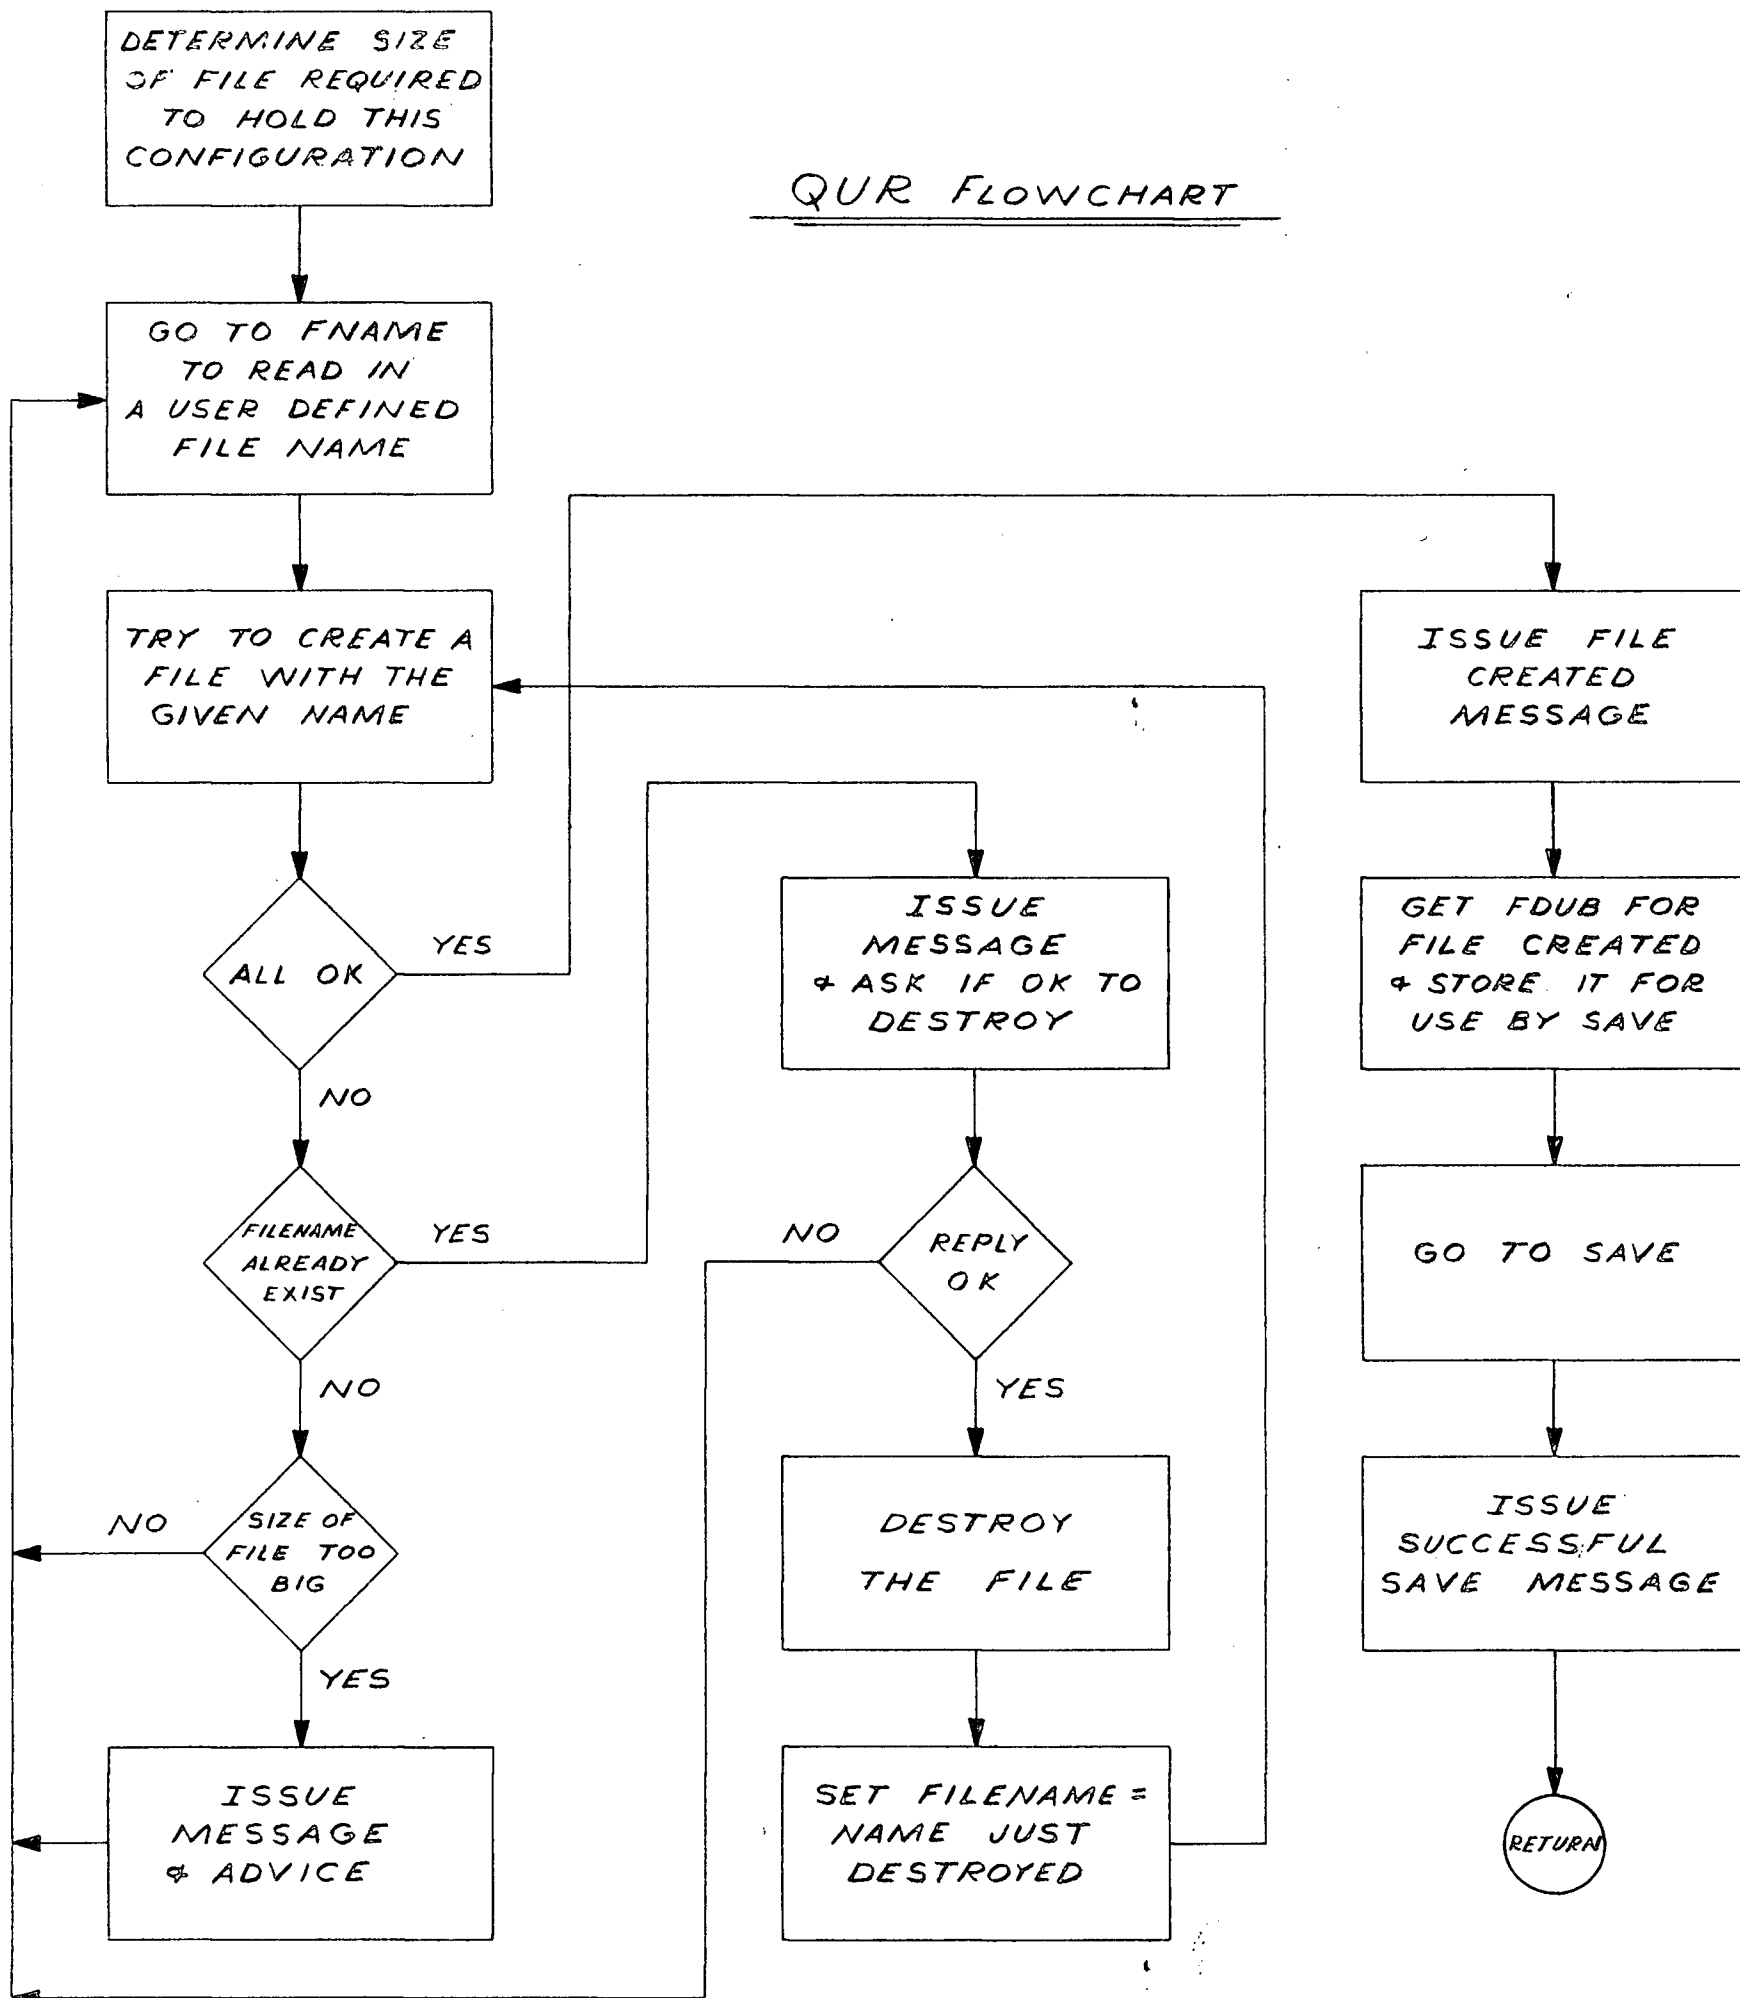 DETERMINE SIZE
OF FILE REQUIRED
TO HOLD THIS
CONFIGURATION
QUR FLOWCHART
GO TO FNAME
TO READ IN
A USER DEFINED
FILE NAME
TRY TO CREATE A
FILE WITH THE
GIVEN NAME
ALL OK
YES
NO
FILENAME
ALREADY
EXIST
YES
NO
SIZE OF
FILE TOO
BIG
NO
YES
ISSUE
MESSAGE
& ADVICE
ISSUE
MESSAGE
& ASK IF OK TO
DESTROY
REPLY
OK
NO
YES
DESTROY
THE FILE
SET FILENAME =
NAME JUST
DESTROYED
ISSUE FILE
CREATED
MESSAGE
GET FDUB FOR
FILE CREATED
& STORE IT FOR
USE BY SAVE
GO TO SAVE
ISSUE
SUCCESSFUL
SAVE MESSAGE
RETURN